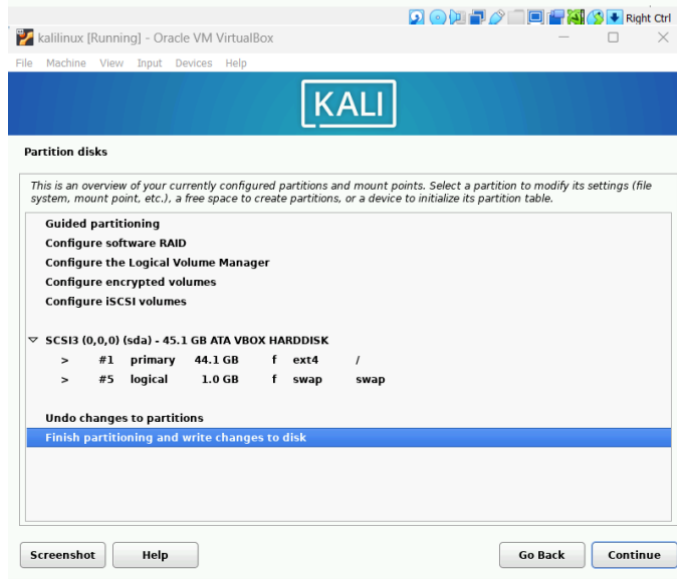 Right Ctrl
kalilinux [Running] - Oracle VM VirtualBox
File Machine View Input Devices Help
KALI
Partition disks
This is an overview of your currently configured partitions and mount points. Select a partition to modify its settings (file
system, mount point, etc.), a free space to create partitions, or a device to initialize its partition table.
Guided partitioning
Configure software RAID
Configure the Logical Volume Manager
Configure encrypted volumes
Configure iSCSI volumes
SCSI3 (0,0,0) (sda) - 45.1 GB ATA VBOX HARDDISK
> #1 primary 44.1 GB f ext4 /
> #5 logical 1.0 GB f swap swap
Undo changes to partitions
Finish partitioning and write changes to disk
Screenshot Help Go Back Continue